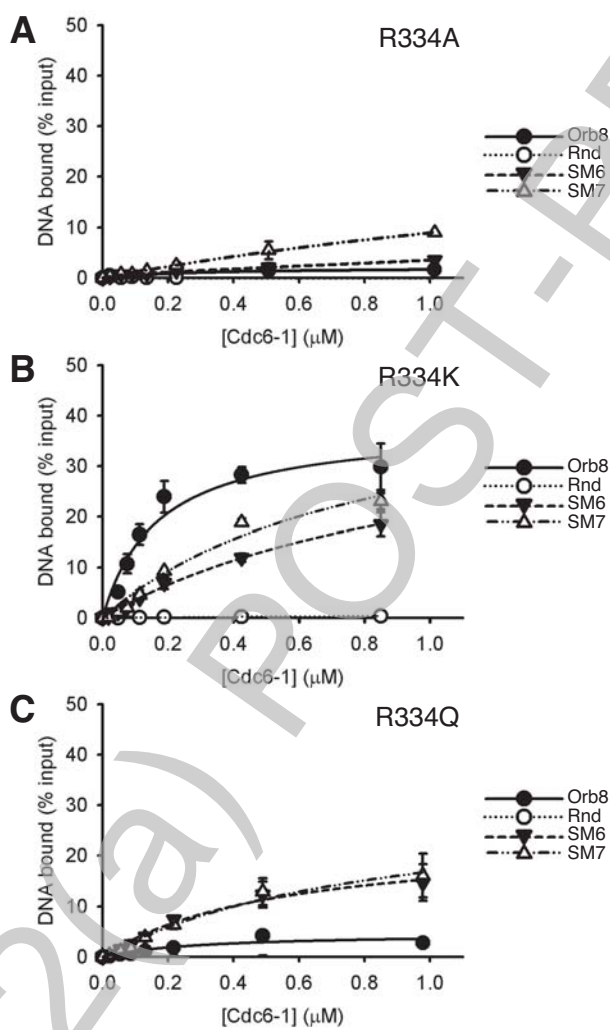 A
R334A
50
40
30
20
10
0
DNA bound (% input)
0.0 0.2 0.4 0.6 0.8 1.0
[Cdc6-1] (μM)
Orb8
Rnd
SM6
SM7
B
R334K
50
40
30
20
10
0
DNA bound (% input)
0.0 0.2 0.4 0.6 0.8 1.0
[Cdc6-1] (μM)
Orb8
Rnd
SM6
SM7
C
R334Q
50
40
30
20
10
0
DNA bound (% input)
0.0 0.2 0.4 0.6 0.8 1.0
[Cdc6-1] (μM)
Orb8
Rnd
SM6
SM7
2(a) POST-P